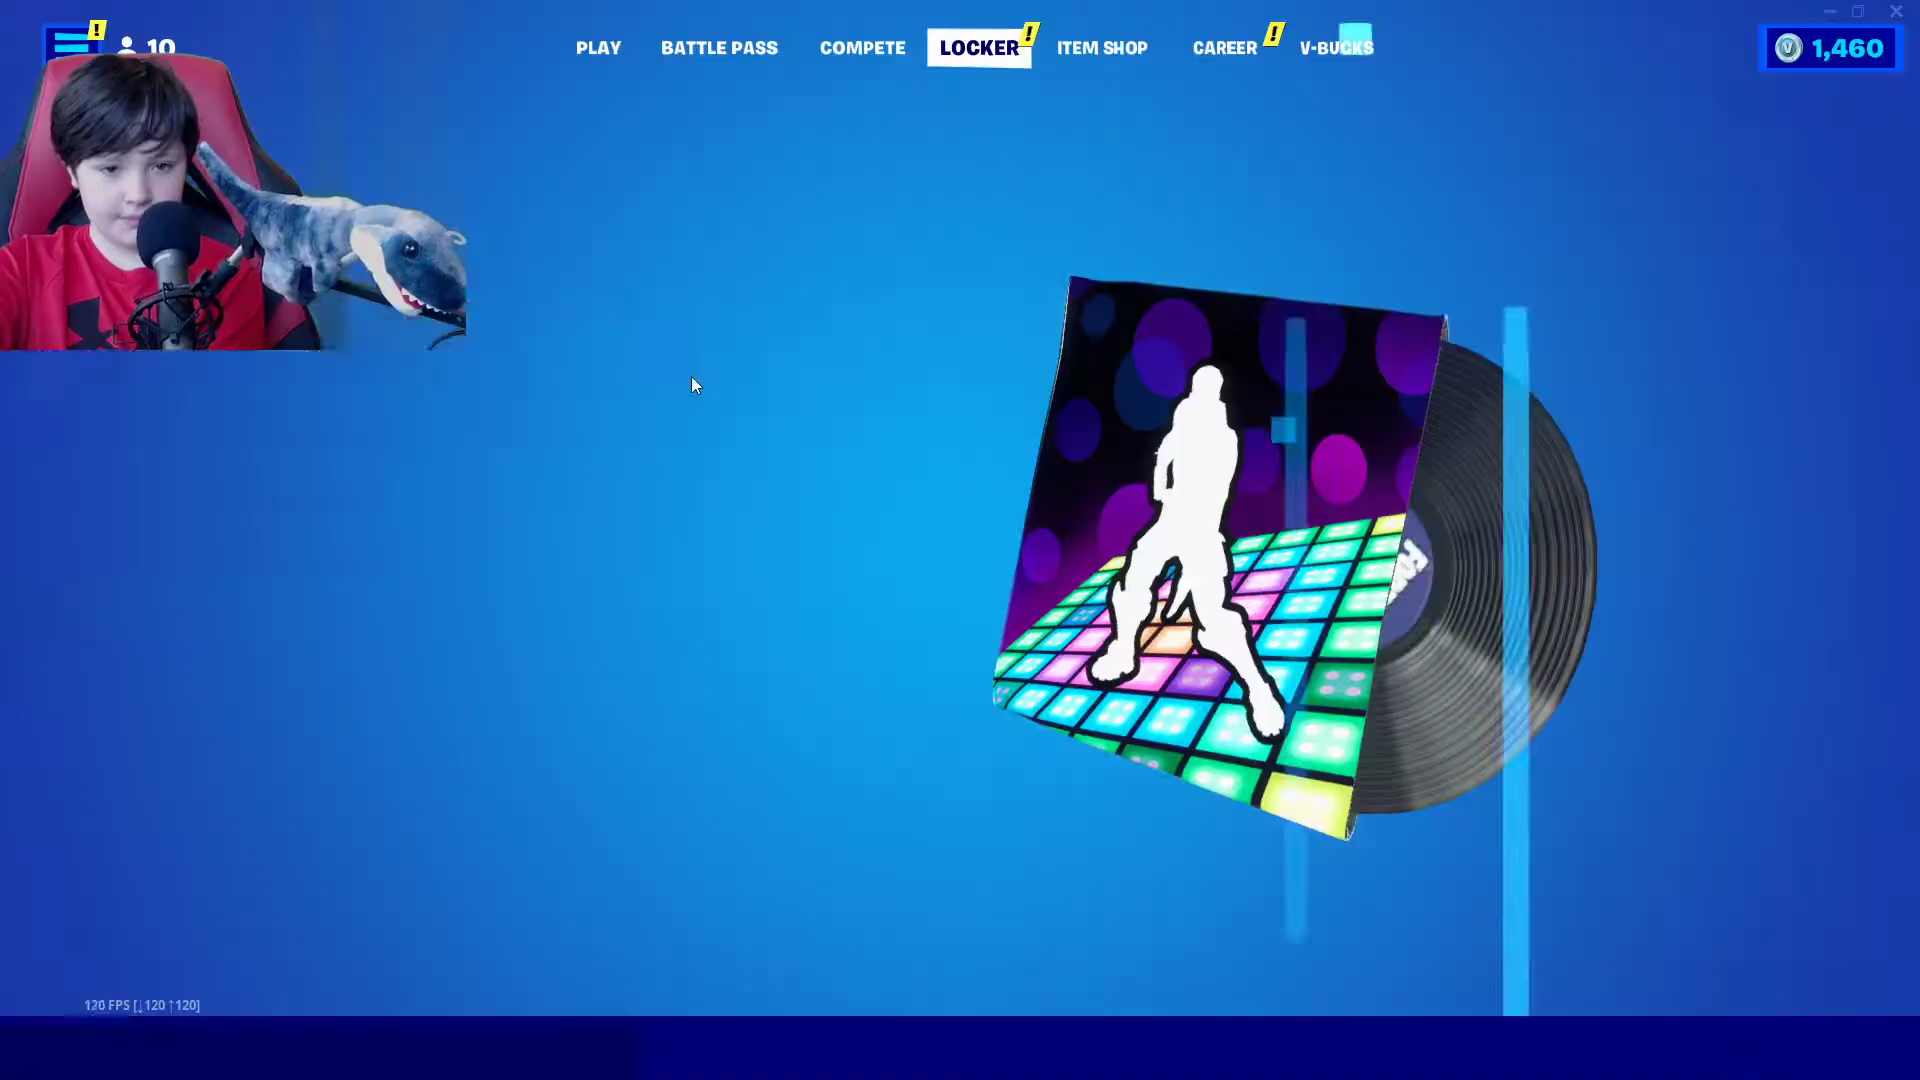 !
10
PLAY BATTLE PASS COMPETE LOCKER ! ITEM SHOP CAREER ! V-BUCKS
1,460
120 FPS [↓120 ↑120]